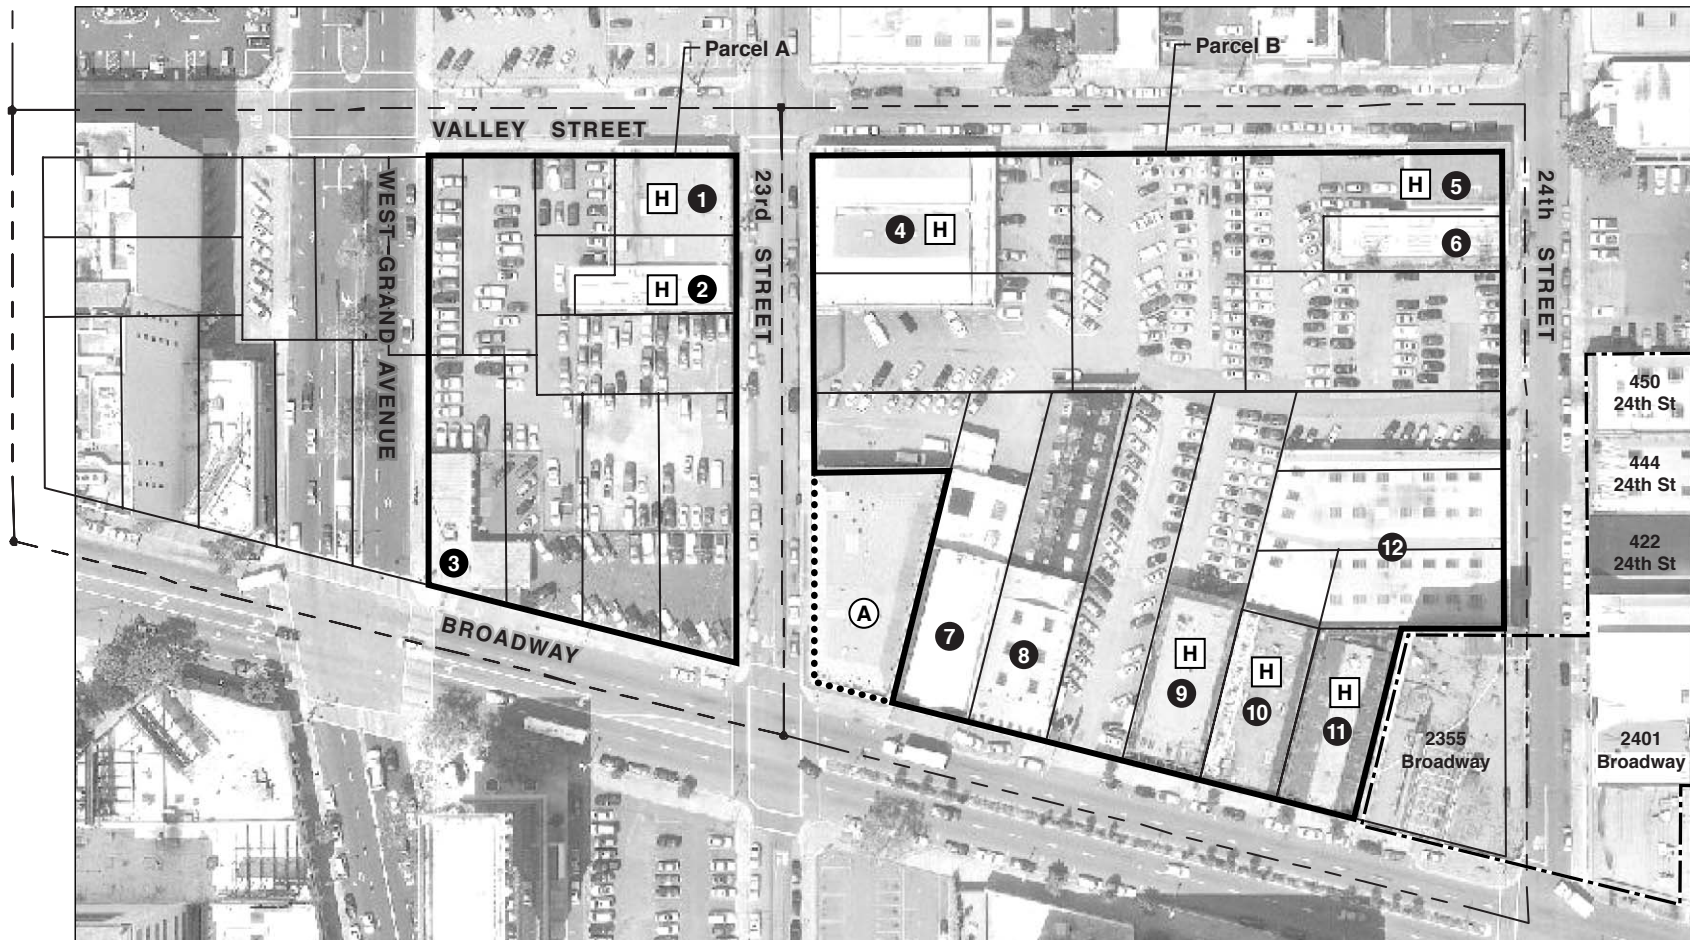 Parcel A
Parcel B
VALLEY STREET
WEST GRAND AVENUE
23rd STREET
24th STREET
BROADWAY
H 1
H 2
3
4 H
H 5
6
A
7
8
H
9
H
10
H
11
12
450
24th St
444
24th St
422
24th St
2355
Broadway
2401
Broadway